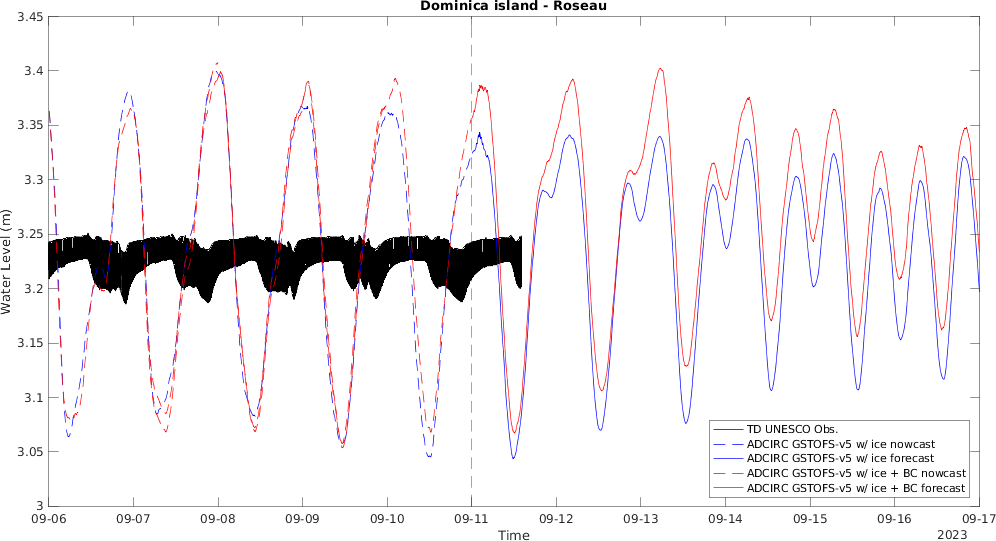 Dominica island - Roseau
3.45
3.4
3.35
3.3
3.25
3.2
3.15
3.1
3.05
3
Water Level (m)
TD UNESCO Obs.
ADCIRC GSTOFS-v5 w/ ice nowcast
ADCIRC GSTOFS-v5 w/ ice forecast
ADCIRC GSTOFS-v5 w/ ice + BC nowcast
ADCIRC GSTOFS-v5 w/ ice + BC forecast
09-06 09-07 09-08 09-09 09-10 09-11 09-12 09-13 09-14 09-15 09-16 09-17
Time
2023